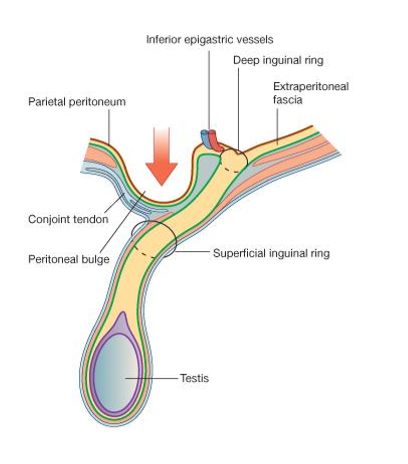 Inferior epigastric vessels
Deep inguinal ring
Extraperitoneal
fascia
Parietal peritoneum
Conjoint tendon
Peritoneal bulge
Superficial inguinal ring
Testis